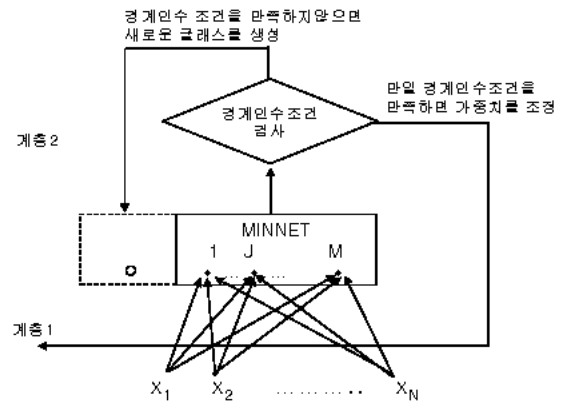 경계인수 조건을 만족하지않으면
새로운 클래스를 생성
만일 경계인수조건을
만족하면 가중치를 조정
경계인수조건
검사
계층2
MINNET
1 J M
계층1
X1 X2 ........... XN